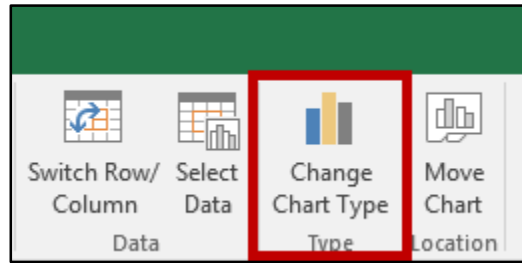 Switch Row/ Select Change Move
Column Data Chart Type Chart
Data Type Location